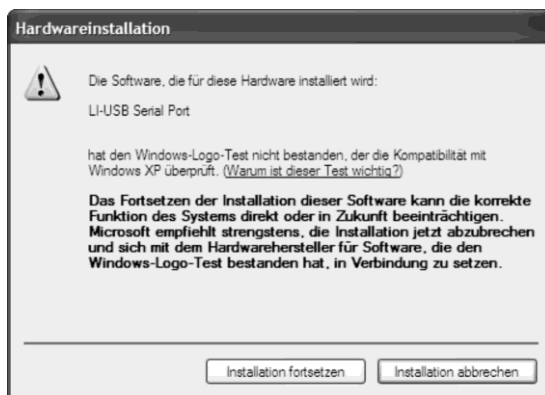 Hardwareinstallation
Die Software, die für diese Hardware installiert wird:
LI-USB Serial Port
hat den Windows-Logo-Test nicht bestanden, der die Kompatibilität mit
Windows XP überprüft. (Warum ist dieser Test wichtig?)
Das Fortsetzen der Installation dieser Software kann die korrekte
Funktion des Systems direkt oder in Zukunft beeinträchtigen.
Microsoft empfiehlt strengstens, die Installation jetzt abzubrechen
und sich mit dem Hardwarehersteller für Software, die den
Windows-Logo-Test bestanden hat, in Verbindung zu setzen.
Installation fortsetzen
Installation abbrechen